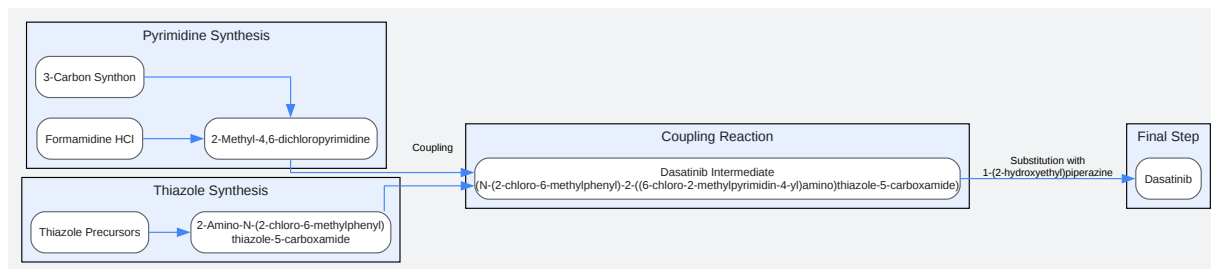 Pyrimidine Synthesis
3-Carbon Synthon
Formamidine HCl
2-Methyl-4,6-dichloropyrimidine
Thiazole Synthesis
Thiazole Precursors
2-Amino-N-(2-chloro-6-methylphenyl)
thiazole-5-carboxamide
Coupling
Coupling Reaction
Dasatinib Intermediate
(N-(2-chloro-6-methylphenyl)-2-((6-chloro-2-methylpyrimidin-4-yl)amino)thiazole-5-carboxamide)
Substitution with
1-(2-hydroxyethyl)piperazine
Final Step
Dasatinib